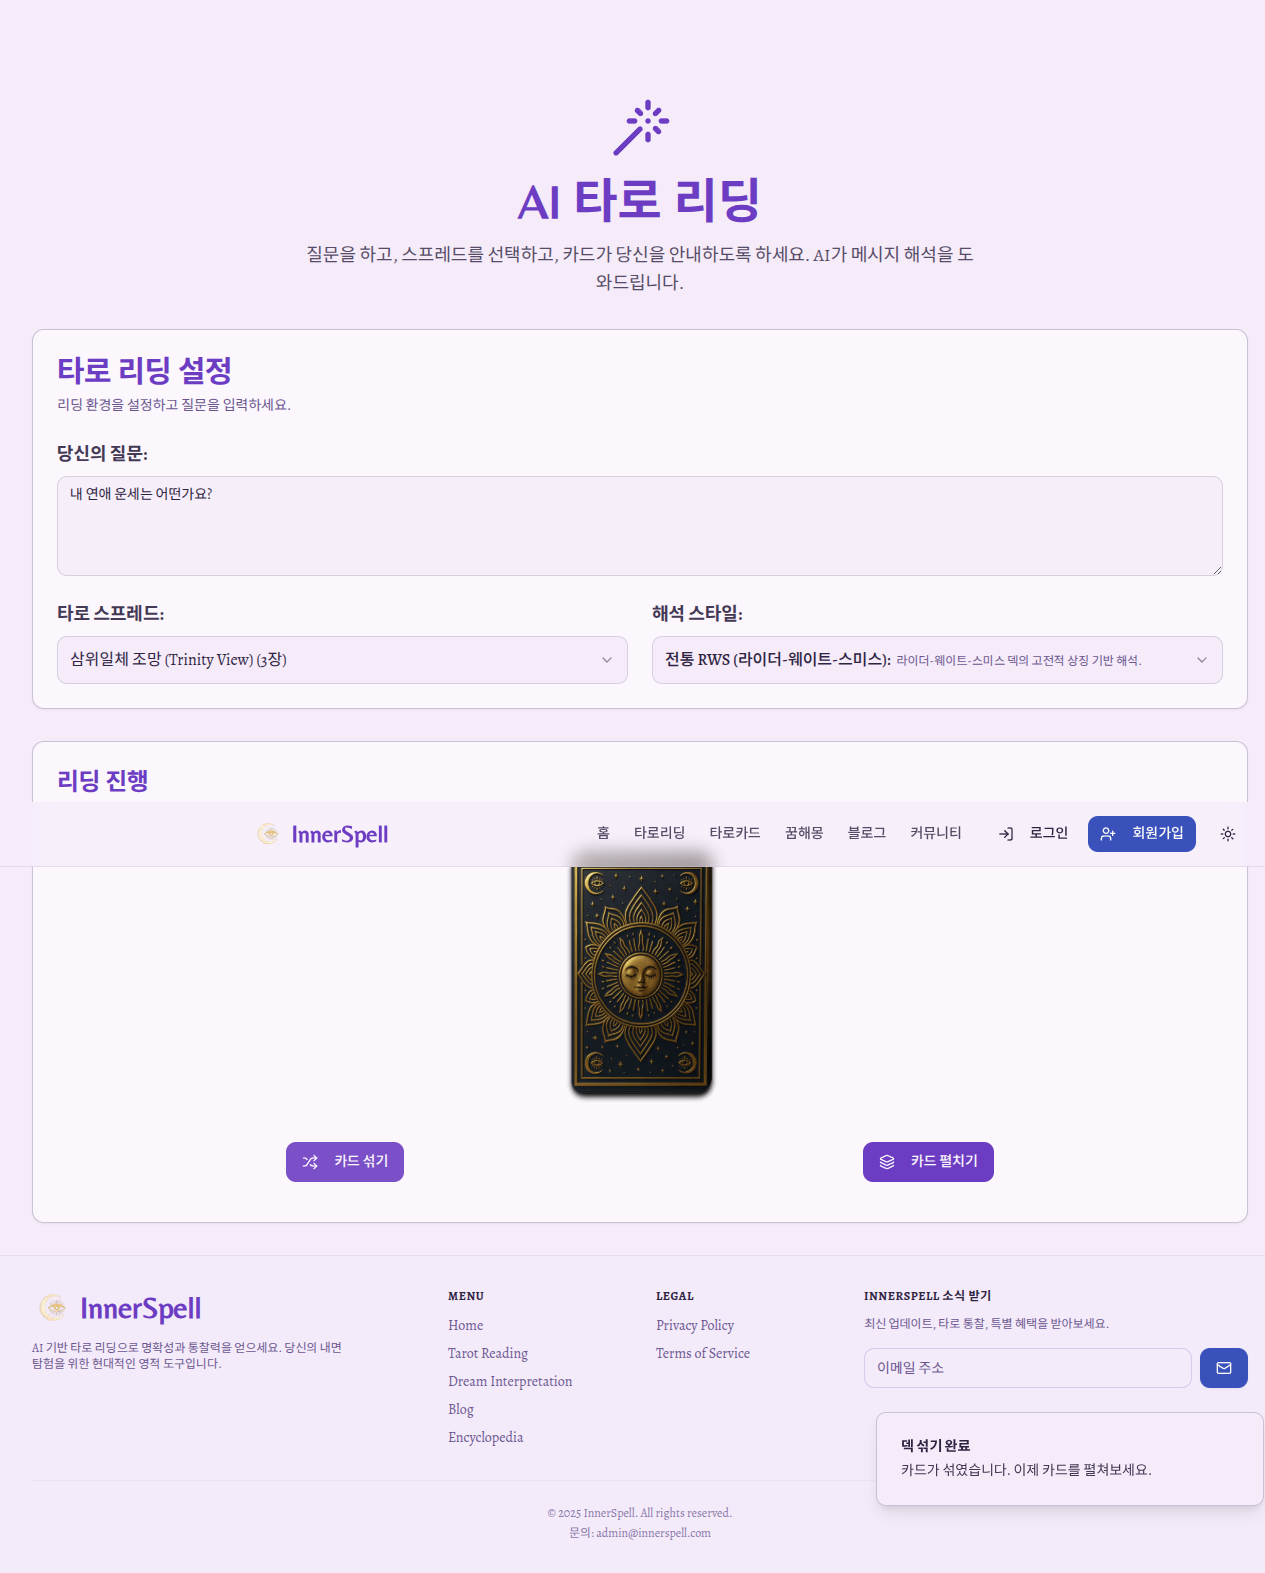 AI 타로 리딩
질문을 하고, 스프레드를 선택하고, 카드가 당신을 안내하도록 하세요. AI가 메시지 해석을 도
와드립니다.
타로 리딩 설정
리딩 환경을 설정하고 질문을 입력하세요.
당신의 질문:
내 연애 운세는 어떤가요?
타로 스프레드:
해석 스타일:
삼위일체 조망 (Trinity View) (3장)
전통 RWS (라이더-웨이트-스미스): 라이더-웨이트-스미스 덱의 고전적 상징 기반 해석.
리딩 진행
InnerSpell
홈 타로리딩 타로카드 꿈해몽 블로그 커뮤니티 로그인 회원가입
카드 섞기
카드 펼치기
InnerSpell
AI 기반 타로 리딩으로 명확성과 통찰력을 얻으세요. 당신의 내면
탐험을 위한 현대적인 영적 도구입니다.
MENU
Home
Tarot Reading
Dream Interpretation
Blog
Encyclopedia
LEGAL
Privacy Policy
Terms of Service
INNERSPELL 소식 받기
최신 업데이트, 타로 통찰, 특별 혜택을 받아보세요.
이메일 주소
덱 섞기 완료
카드가 섞였습니다. 이제 카드를 펼쳐보세요.
© 2025 InnerSpell. All rights reserved.
문의: admin@innerspell.com